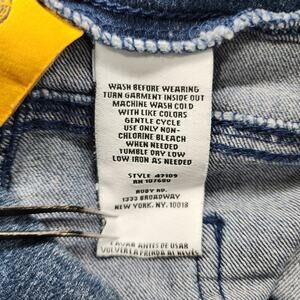 WASH BEFORE WEARING
TURN GARMENT INSIDE OUT
MACHINE WASH COLD
WITH LIKE COLORS
GENTLE CYCLE
USE ONLY NON-
CHLORINE BLEACH
WHEN NEEDED
TUMBLE DRY LOW
LOW IRON AS NEEDED
STYLE 47109
RN 107680
RUBY RD.
1333 BROADWAY
NEW YORK, NY. 10018
LAVAR ANTES DE USAR